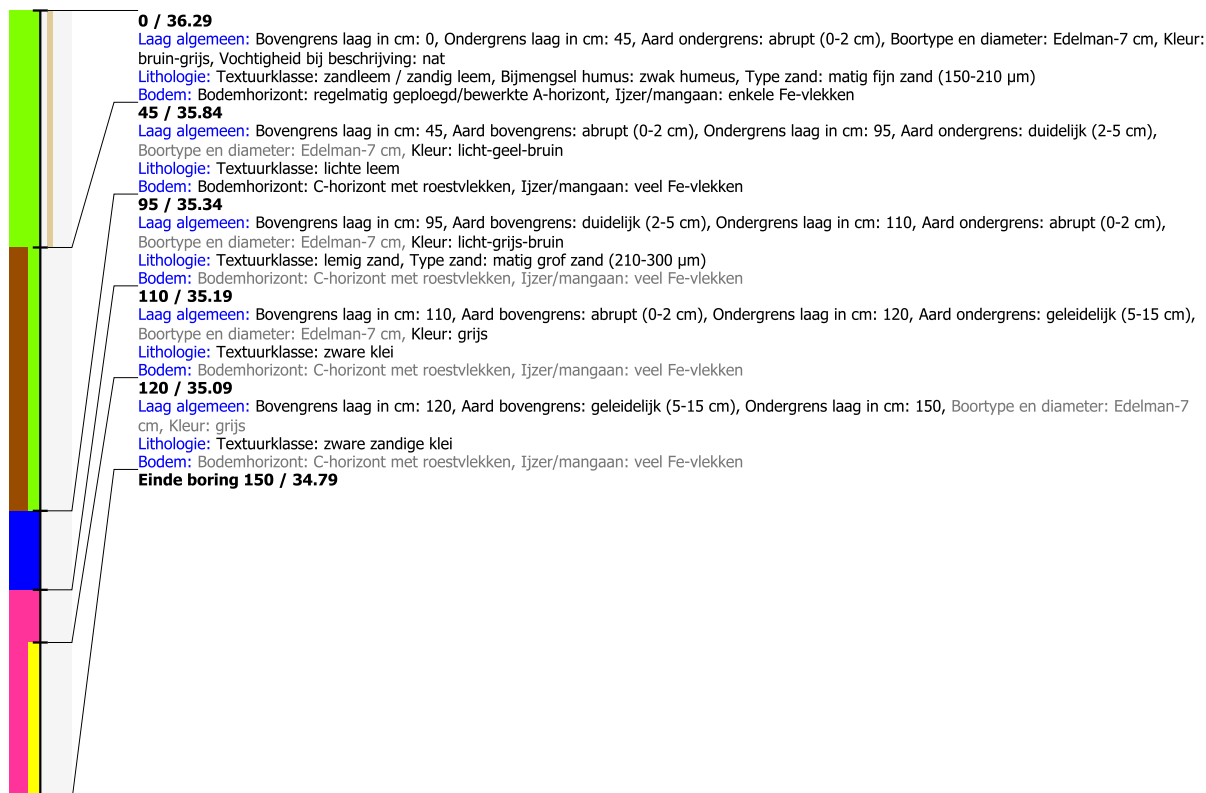 0 / 36.29
Laag algemeen: Bovengrens laag in cm: 0, Ondergrens laag in cm: 45, Aard ondergrens: abrupt (0-2 cm), Boortype en diameter: Edelman-7 cm, Kleur:
bruin-grijs, Vochtigheid bij beschrijving: nat
Lithologie: Textuurklasse: zandleem / zandig leem, Bijmengsel humus: zwak humeus, Type zand: matig fijn zand (150-210 µm)
Bodem: Bodemhorizont: regelmatig geploegd/bewerkte A-horizont, Ijzer/mangaan: enkele Fe-vlekken
45 / 35.84
Laag algemeen: Bovengrens laag in cm: 45, Aard bovengrens: abrupt (0-2 cm), Ondergrens laag in cm: 95, Aard ondergrens: duidelijk (2-5 cm),
Boortype en diameter: Edelman-7 cm, Kleur: licht-geel-bruin
Lithologie: Textuurklasse: lichte leem
Bodem: Bodemhorizont: C-horizont met roestvlekken, Ijzer/mangaan: veel Fe-vlekken
95 / 35.34
Laag algemeen: Bovengrens laag in cm: 95, Aard bovengrens: duidelijk (2-5 cm), Ondergrens laag in cm: 110, Aard ondergrens: abrupt (0-2 cm),
Boortype en diameter: Edelman-7 cm, Kleur: licht-grijs-bruin
Lithologie: Textuurklasse: lemig zand, Type zand: matig grof zand (210-300 µm)
Bodem: Bodemhorizont: C-horizont met roestvlekken, Ijzer/mangaan: veel Fe-vlekken
110 / 35.19
Laag algemeen: Bovengrens laag in cm: 110, Aard bovengrens: abrupt (0-2 cm), Ondergrens laag in cm: 120, Aard ondergrens: geleidelijk (5-15 cm),
Boortype en diameter: Edelman-7 cm, Kleur: grijs
Lithologie: Textuurklasse: zware klei
Bodem: Bodemhorizont: C-horizont met roestvlekken, Ijzer/mangaan: veel Fe-vlekken
120 / 35.09
Laag algemeen: Bovengrens laag in cm: 120, Aard bovengrens: geleidelijk (5-15 cm), Ondergrens laag in cm: 150, Boortype en diameter: Edelman-7
cm, Kleur: grijs
Lithologie: Textuurklasse: zware zandige klei
Bodem: Bodemhorizont: C-horizont met roestvlekken, Ijzer/mangaan: veel Fe-vlekken
Einde boring 150 / 34.79